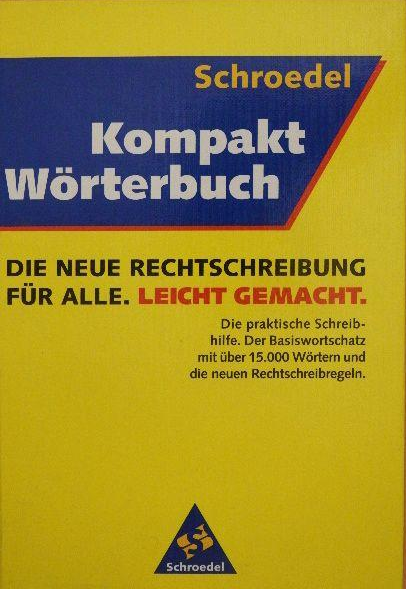 Schroedel
Kompakt
Wörterbuch
DIE NEUE RECHTSCHREIBUNG
FÜR ALLE. LEICHT GEMACHT.
Die praktische Schreib-
hilfe. Der Basiswortschatz
mit über 15.000 Wörtern und
die neuen Rechtschreibregeln.
Schroedel